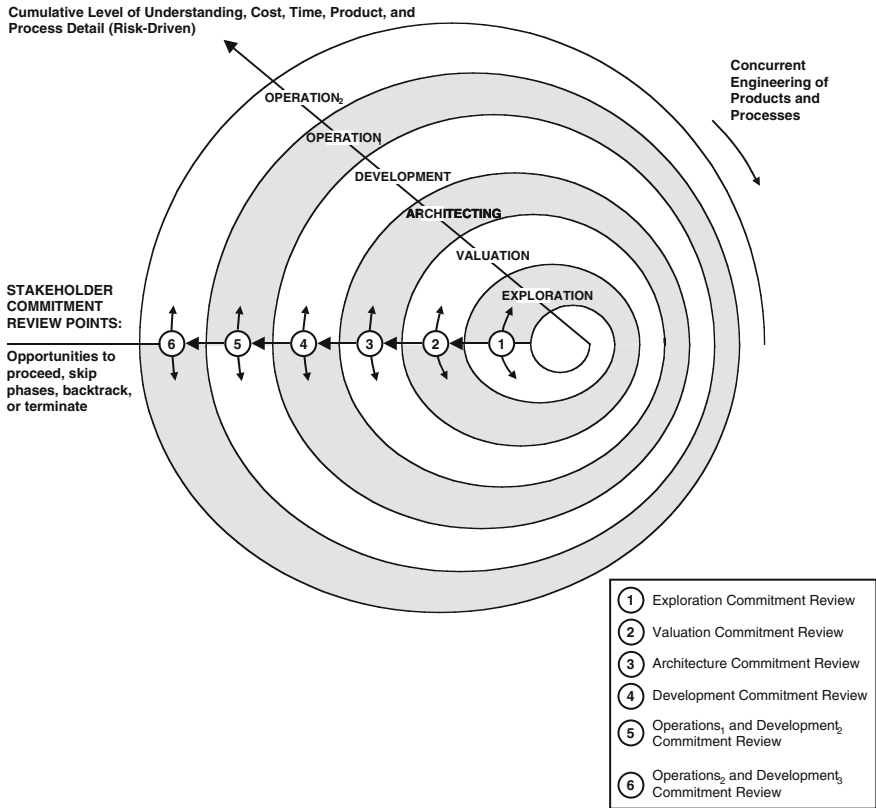 Cumulative Level of Understanding, Cost, Time, Product, and
Process Detail (Risk-Driven)
Concurrent
Engineering of
Products and
Processes
OPERATION₂
OPERATION₁
DEVELOPMENT
ARCHITECTING
VALUATION
EXPLORATION
STAKEHOLDER
COMMITMENT
REVIEW POINTS:
6 5 4 3 2 1
Opportunities to
proceed, skip
phases, backtrack,
or terminate
1 Exploration Commitment Review
2 Valuation Commitment Review
3 Architecture Commitment Review
4 Development Commitment Review
5 Operations₁ and Development₂
Commitment Review
6 Operations₂ and Development₃
Commitment Review